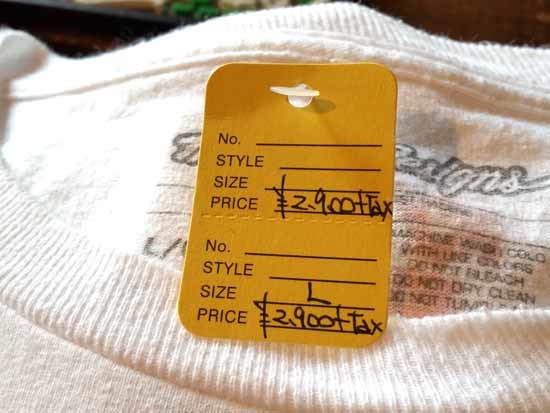 No.
STYLE
SIZE
PRICE ¥2.900+Tax
No.
STYLE
SIZE L
PRICE ¥2.900+Tax
MACHINE WASH COLD
WITH LIKE COLORS
DO NOT BLEACH
DO NOT DRY CLEAN
DO NOT TUMBLE